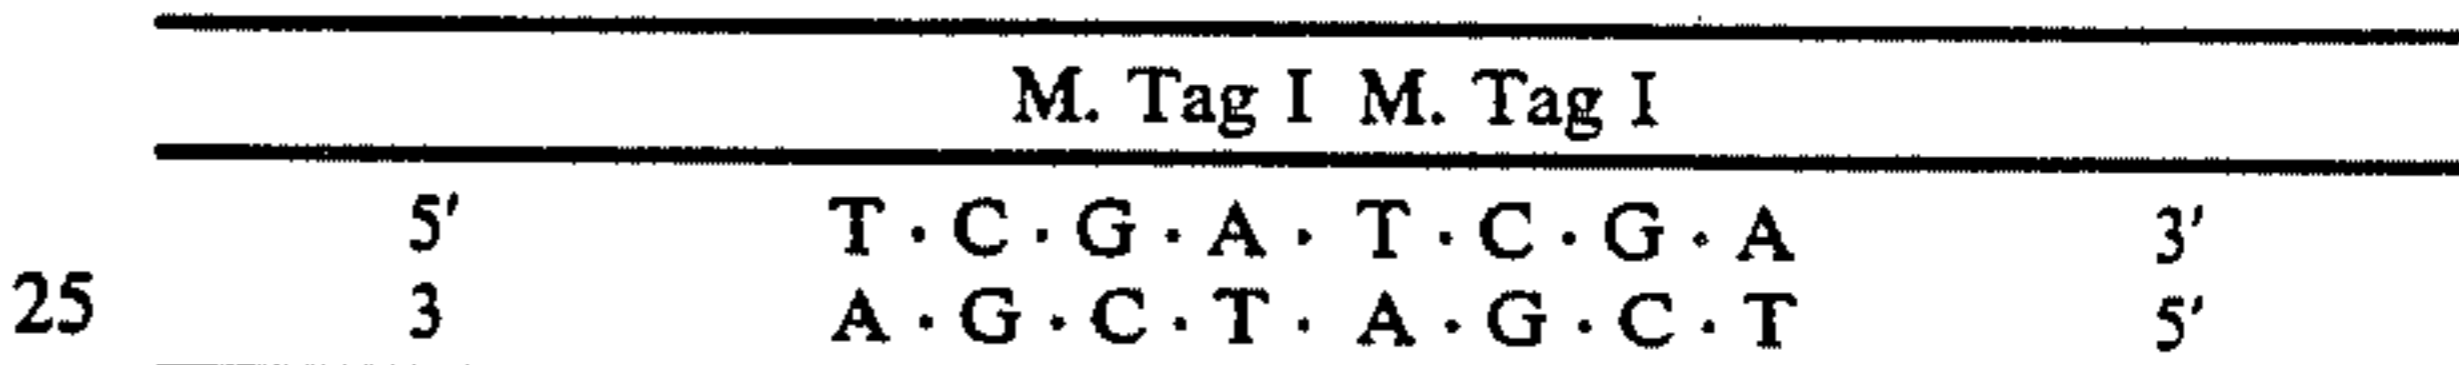 M. Tag I M. Tag I
5′ T · C · G · A · T · C · G · A 3′
25 3 A · G · C · T · A · G · C · T 5′